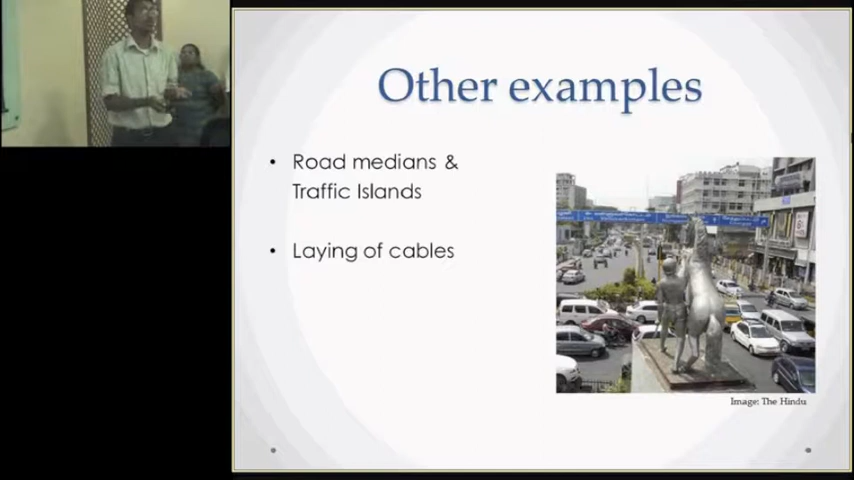 Other examples
• Road medians &
Traffic Islands
• Laying of cables
Image: The Hindu